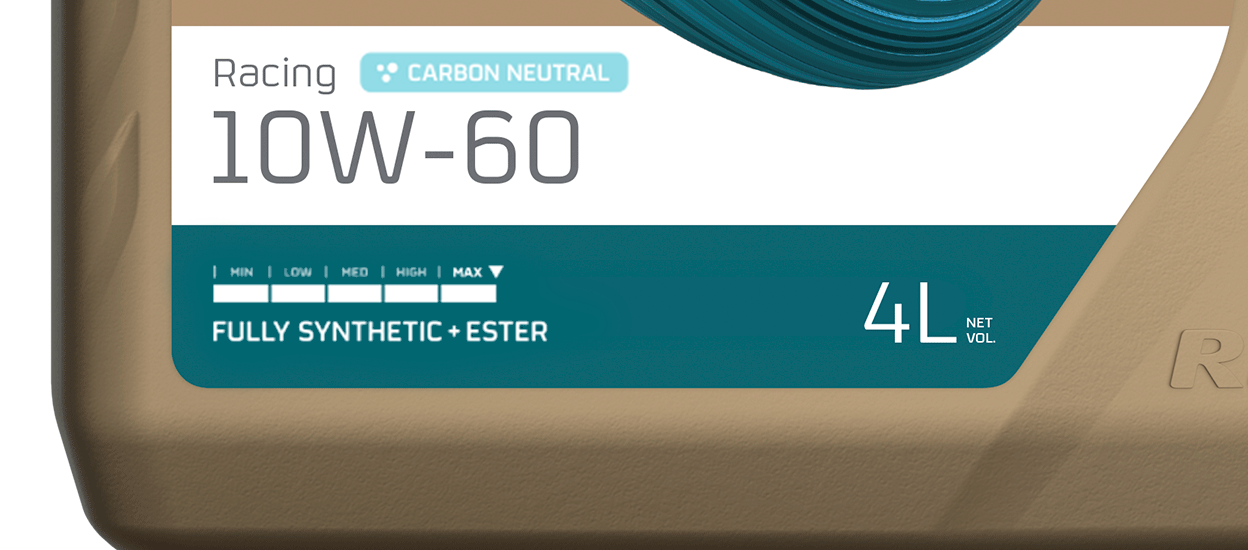 Racing CARBON NEUTRAL
10W-60
| MIN | LOW | MED | HIGH | MAX ▼
FULLY SYNTHETIC + ESTER
4L NET
VOL.
R